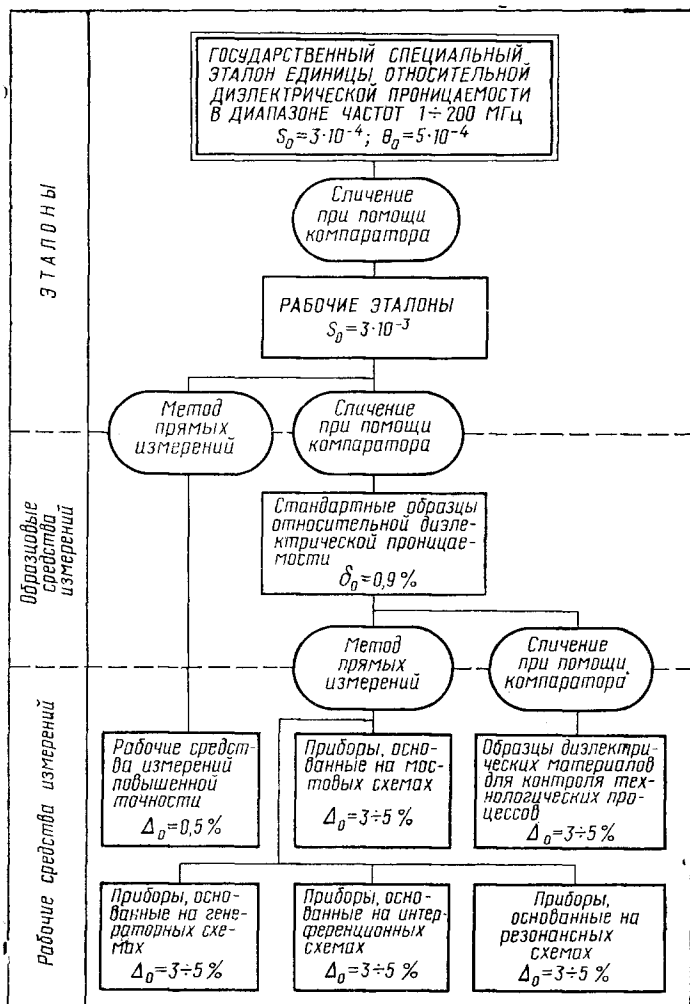 ГОСУДАРСТВЕННЫЙ СПЕЦИАЛЬНЫЙ
ЭТАЛОН ЕДИНИЦЫ ОТНОСИТЕЛЬНОЙ
ДИЭЛЕКТРИЧЕСКОЙ ПРОНИЦАЕМОСТИ
В ДИАПАЗОНЕ ЧАСТОТ 1÷200 МГц
S₀=3·10⁻⁴; θ₀=5·10⁻⁴
Сличение
при помощи
компаратора
ЭТАЛОНЫ
РАБОЧИЕ ЭТАЛОНЫ
S₀=3·10⁻³
Метод
прямых
измерений
Сличение
при помощи
компаратора
Образцовые
средства
измерений
Стандартные образцы
относительной диэлек-
трической проницае-
мости
δ₀=0,9 %
Метод
прямых
измерений
Сличение
при помощи
компаратора
Рабочие средства измерений
Рабочие средст-
ва измерений
повышенной
точности
Δ₀=0,5 %
Приборы, осно-
ванные на мос-
товых схемах
Δ₀=3÷5 %
Образцы диэлектри-
ческих материалов
для контроля тех-
нологических про-
цессов
Δ₀=3÷5 %
Приборы, осно-
ванные на гене-
раторных схе-
мах
Δ₀=3÷5 %
Приборы, осно-
ванные на интер-
ференционных
схемах
Δ₀=3÷5 %
Приборы,
основанные на
резонансных
схемах
Δ₀=3÷5 %